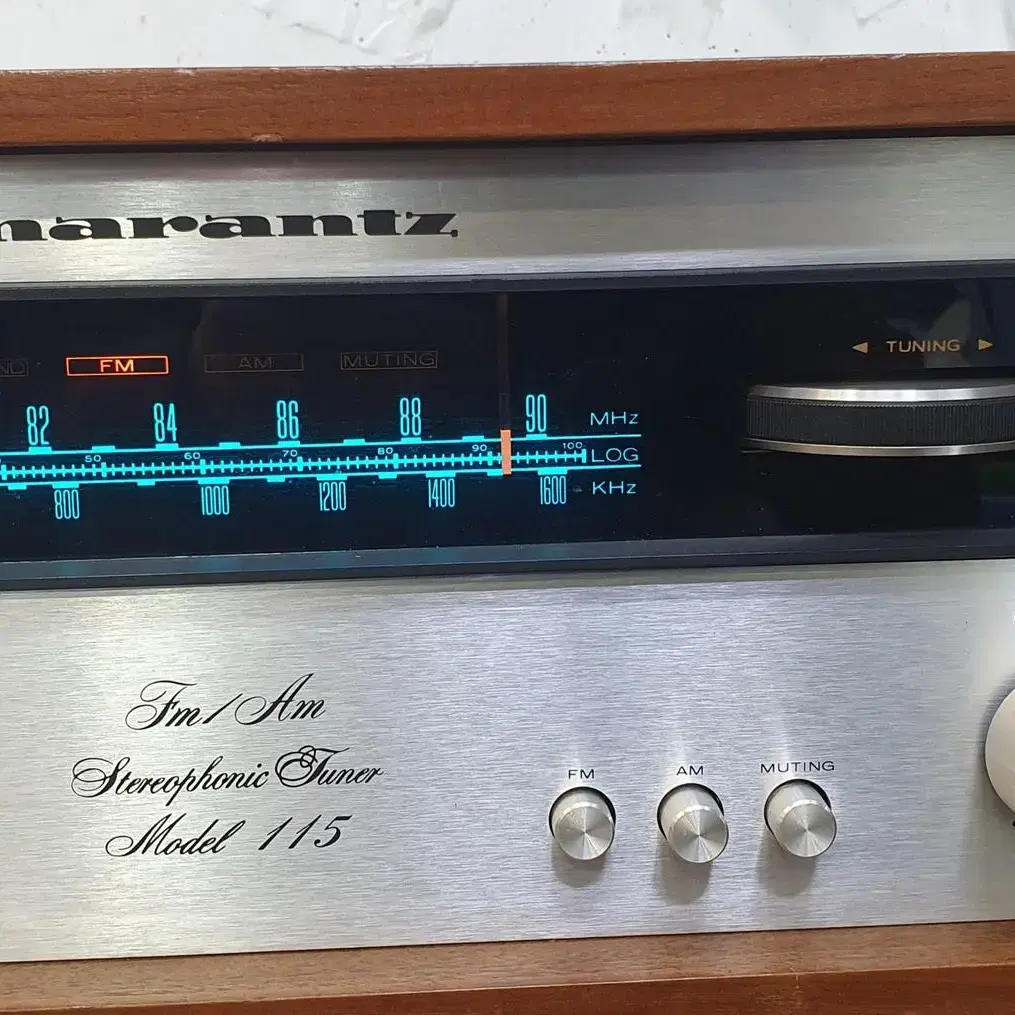 marantz
FM AM MUTING
TUNING
82 84 86 88 90 MHz
50 60 70 80 90 100 LOG
800 1000 1200 1400 1600 KHz
Fm/Am
Stereophonic Tuner
Model 115
FM AM MUTING